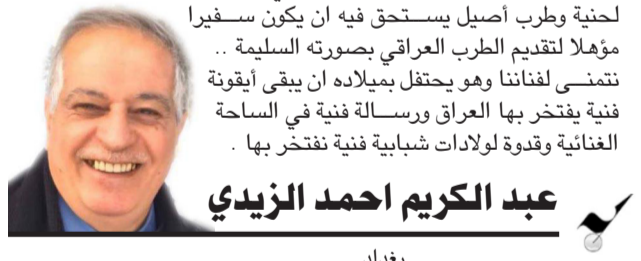 لحنية وطرب أصيل يستحق فيه ان يكون سفيرا
مؤهلا لتقديم الطرب العراقي بصورته السليمة ..
نتمنى لفناننا وهو يحتفل بميلاده ان يبقى أيقونة
فنية يفتخر بها العراق ورسالة فنية في الساحة
الغنائية وقدوة لولادات شبابية فنية نفتخر بها .
عبد الكريم احمد الزيدي
بغداد